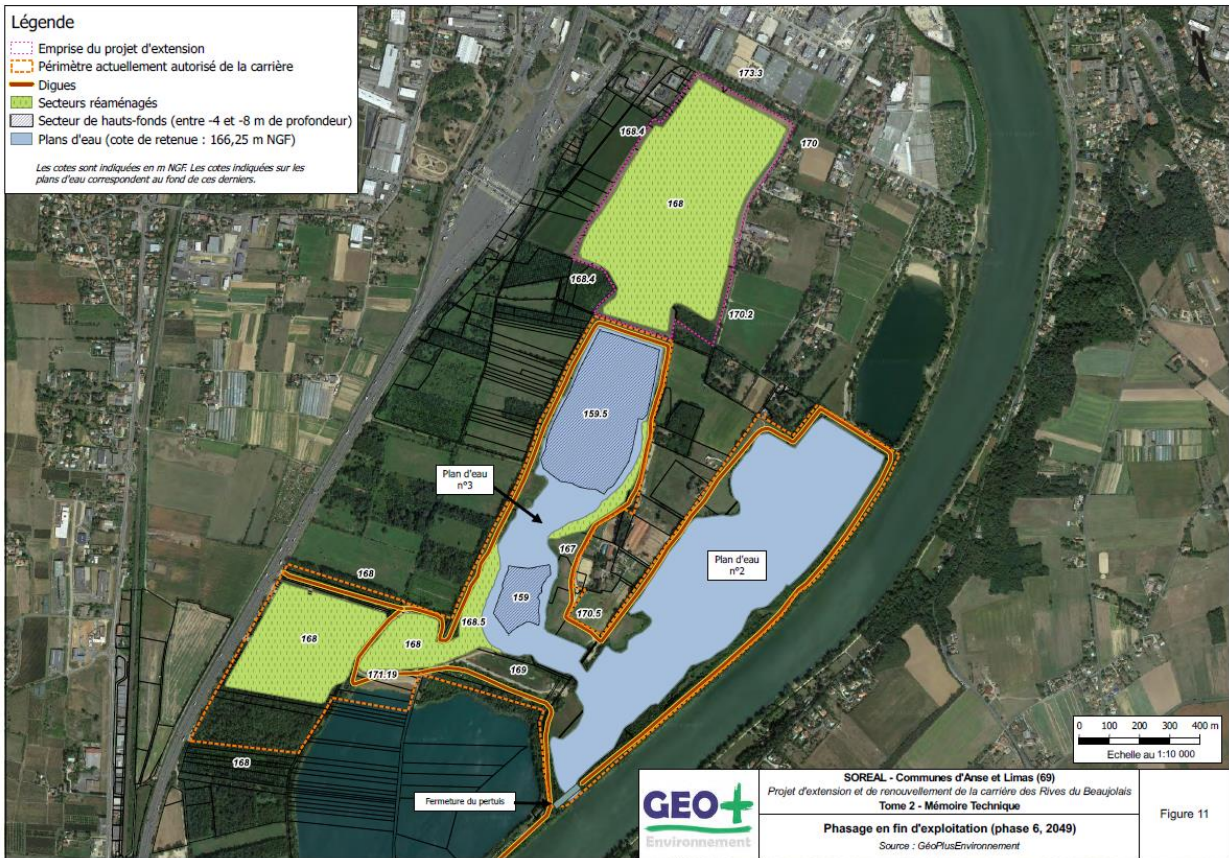 Légende
Emprise du projet d'extension
Périmètre actuellement autorisé de la carrière
Digues
Secteurs réaménagés
Secteur de hauts-fonds (entre -4 et -8 m de profondeur)
Plans d'eau (cote de retenue : 166,25 m NGF)
Les cotes sont indiquées en m NGF. Les cotes indiquées sur les
plans d'eau correspondent au fond de ces derniers.
N
173.3
168.4
170
168
168.4
170.2
159.5
Plan d'eau
n°3
167
Plan d'eau
n°2
168
159
170.5
168.5
168
168
169
171.19
168
Fermeture du pertuis
0 100 200 300 400 m
Echelle au 1:10 000
GEO+
Environnement
SOREAL - Communes d'Anse et Limas (69)
Projet d'extension et de renouvellement de la carrière des Rives du Beaujolais
Tome 2 - Mémoire Technique
Phasage en fin d'exploitation (phase 6, 2049)
Source : GéoPlusEnvironnement
Figure 11